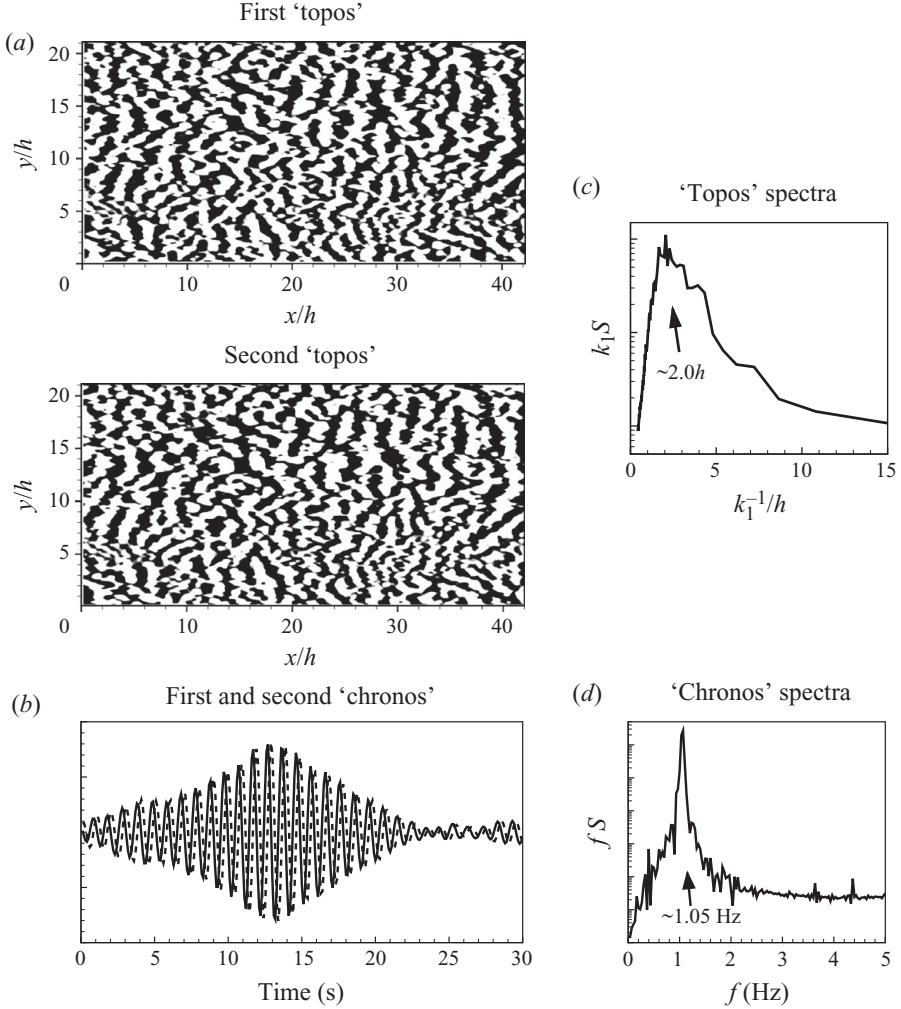 First ‘topos’
(a)
20
15
10
5
0
y/h
10
20
30
40
x/h
Second ‘topos’
20
15
10
5
0
y/h
10
20
30
40
x/h
(b)
First and second ‘chronos’
0
5
10
15
20
25
30
Time (s)
(c)
‘Topos’ spectra
k₁S
~2.0h
0
5
10
15
k₁⁻¹/h
(d)
‘Chronos’ spectra
f S
~1.05 Hz
0
1
2
3
4
5
f (Hz)